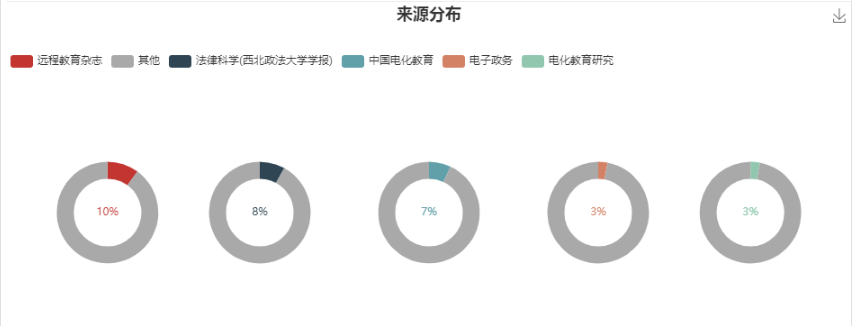 来源分布
远程教育杂志 其他 法律科学(西北政法大学学报) 中国电化教育 电子政务 电化教育研究
10% 8% 7% 3% 3%